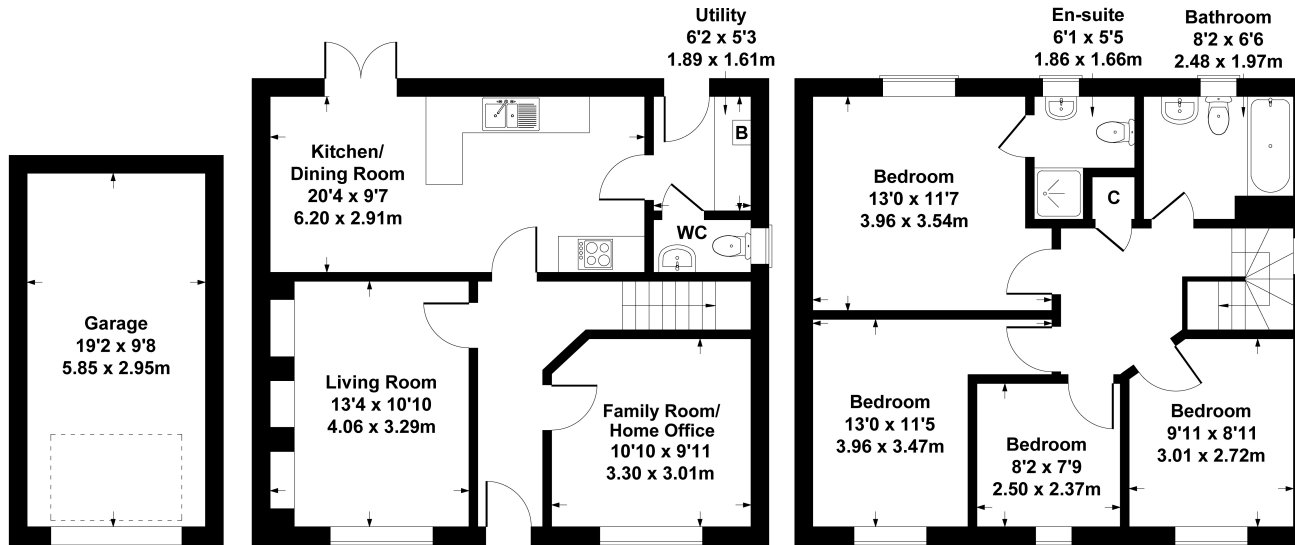 Utility
6'2 x 5'3
1.89 x 1.61m
En-suite
6'1 x 5'5
1.86 x 1.66m
Bathroom
8'2 x 6'6
2.48 x 1.97m
B
Kitchen/
Dining Room
20'4 x 9'7
6.20 x 2.91m
WC
Bedroom
13'0 x 11'7
3.96 x 3.54m
C
Garage
19'2 x 9'8
5.85 x 2.95m
Living Room
13'4 x 10'10
4.06 x 3.29m
Family Room/
Home Office
10'10 x 9'11
3.30 x 3.01m
Bedroom
13'0 x 11'5
3.96 x 3.47m
Bedroom
8'2 x 7'9
2.50 x 2.37m
Bedroom
9'11 x 8'11
3.01 x 2.72m